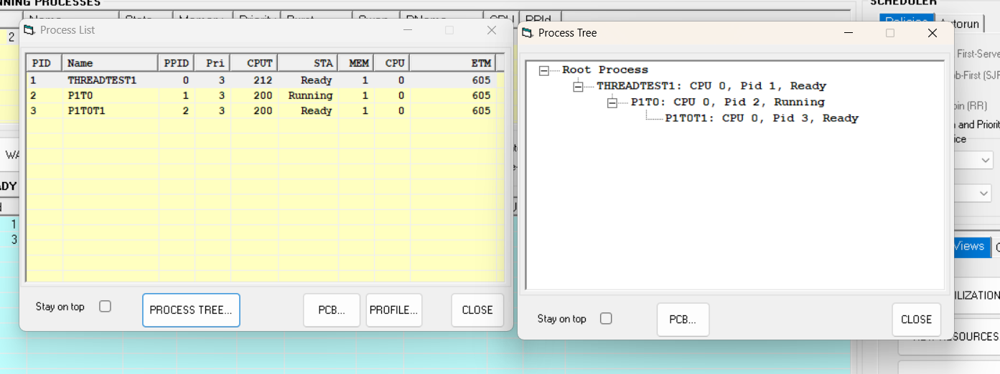 NNING PROCESSES
SCHEDULER
2
1
3
Process List
PID Name PPID Pri CPUT STA MEM CPU ETM
1 THREADTEST1 0 3 212 Ready 1 0 605
2 P1T0 1 3 200 Running 1 0 605
3 P1T0T1 2 3 200 Ready 1 0 605
Stay on top
PROCESS TREE...
PCB...
PROFILE...
CLOSE
Process Tree
Root Process
THREADTEST1: CPU 0, Pid 1, Ready
P1T0: CPU 0, Pid 2, Running
P1T0T1: CPU 0, Pid 3, Ready
Stay on top
PCB...
CLOSE
Policies
utorun
First-Serve
b-First (SJF
bin (RR)
and Priorit
ice
Views
ILIZATION
RESOURCES
WA
ADY